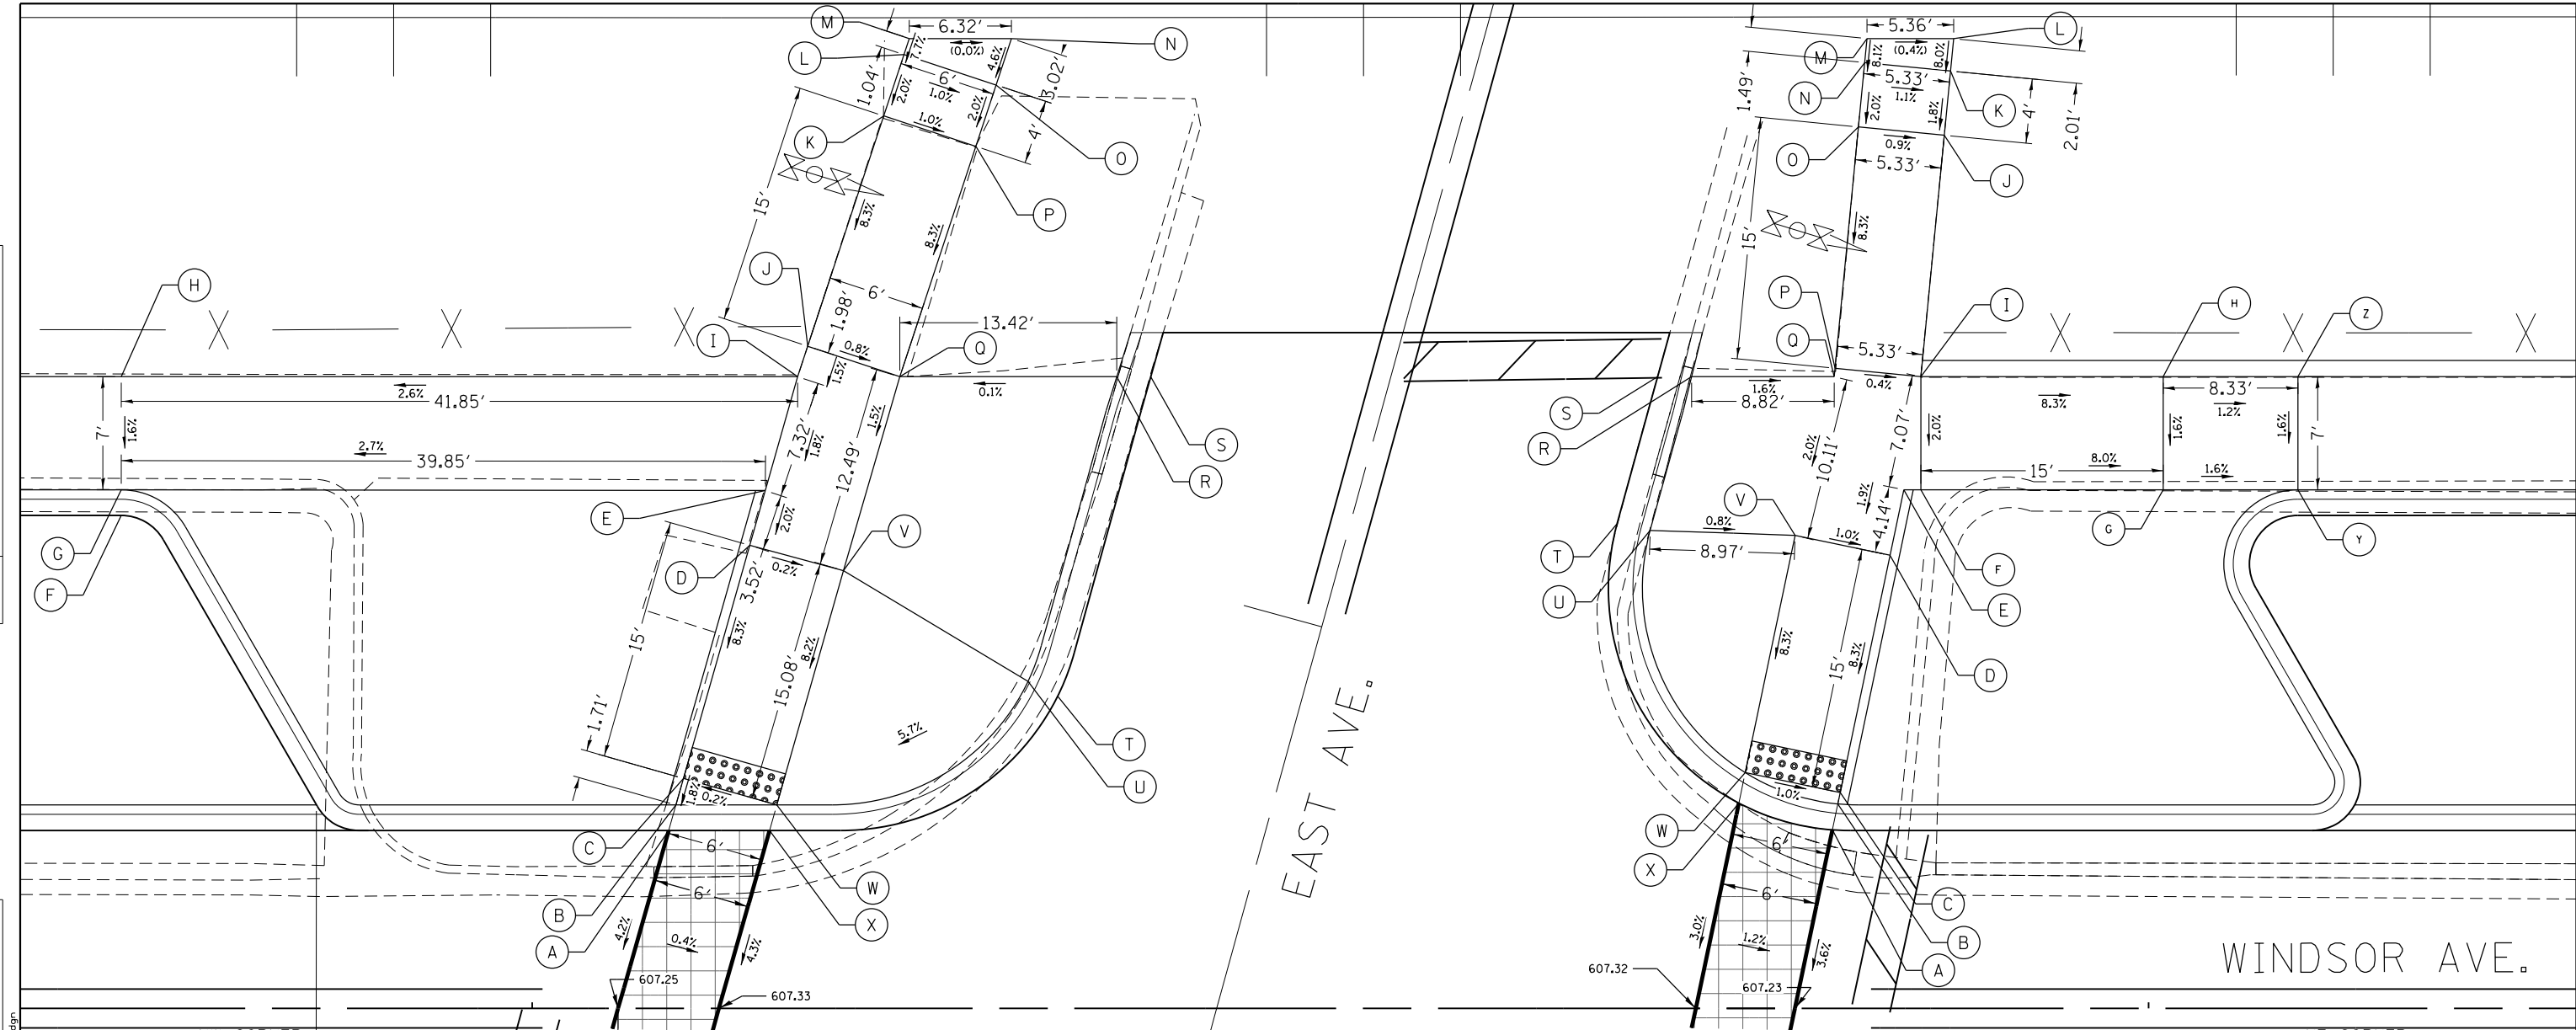 M
6.32'
N
(0.0%)
7.7%
4.6%
L
1.04'
6'
1.0%
2.0%
2.0%
3.02'
4'
K
1.0%
O
15'
8.3%
8.3%
P
J
6'
1.98'
13.42'
H
I
0.8%
Q
1.5%
0.1%
2.6%
41.85'
7'
1.6%
2.7%
39.85'
7.32'
1.8%
12.49'
1.5%
S
R
E
2.0%
V
G
D
0.2%
3.52'
F
15'
8.3%
8.2%
15.08'
1.71'
5.7%
T
U
1.8%
0.2%
C
6'
W
6'
B
X
A
4.2%
0.4%
4.3%
607.25
607.33
EAST AVE.
5.36'
L
M
8.1%
(0.4%)
8.0%
5.33'
1.1%
1.49'
N
2.0%
1.8%
K
4'
2.01'
0.9%
O
5.33'
J
15'
8.3%
P
I
H
Z
Q
5.33'
0.4%
S
1.6%
8.82'
8.3%
8.33'
1.2%
R
2.0%
10.11'
7.07'
2.0%
1.6%
1.6%
7'
15'
8.0%
1.6%
V
1.9%
4.14'
0.8%
1.0%
G
Y
T
8.97'
F
U
E
8.3%
15'
8.3%
D
1.0%
W
6'
X
6'
C
3.0%
1.2%
3.6%
B
A
607.32
607.23
WINDSOR AVE.
dgn